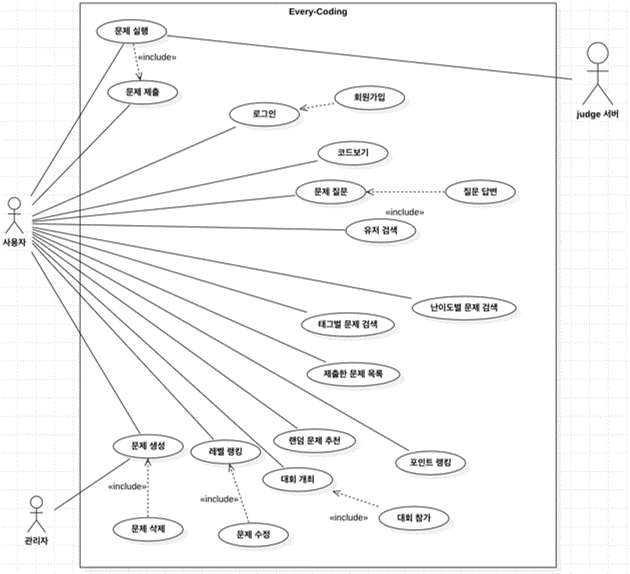 Every-Coding
문제 실행
«include»
문제 제출
judge 서버
회원가입
로그인
코드보기
문제 질문
질문 답변
«include»
유저 검색
사용자
난이도별 문제 검색
태그별 문제 검색
제출한 문제 목록
랜덤 문제 추천
문제 생성
레벨 랭킹
포인트 랭킹
대회 개최
«include»
«include»
«include»
대회 참가
문제 삭제
문제 수정
관리자